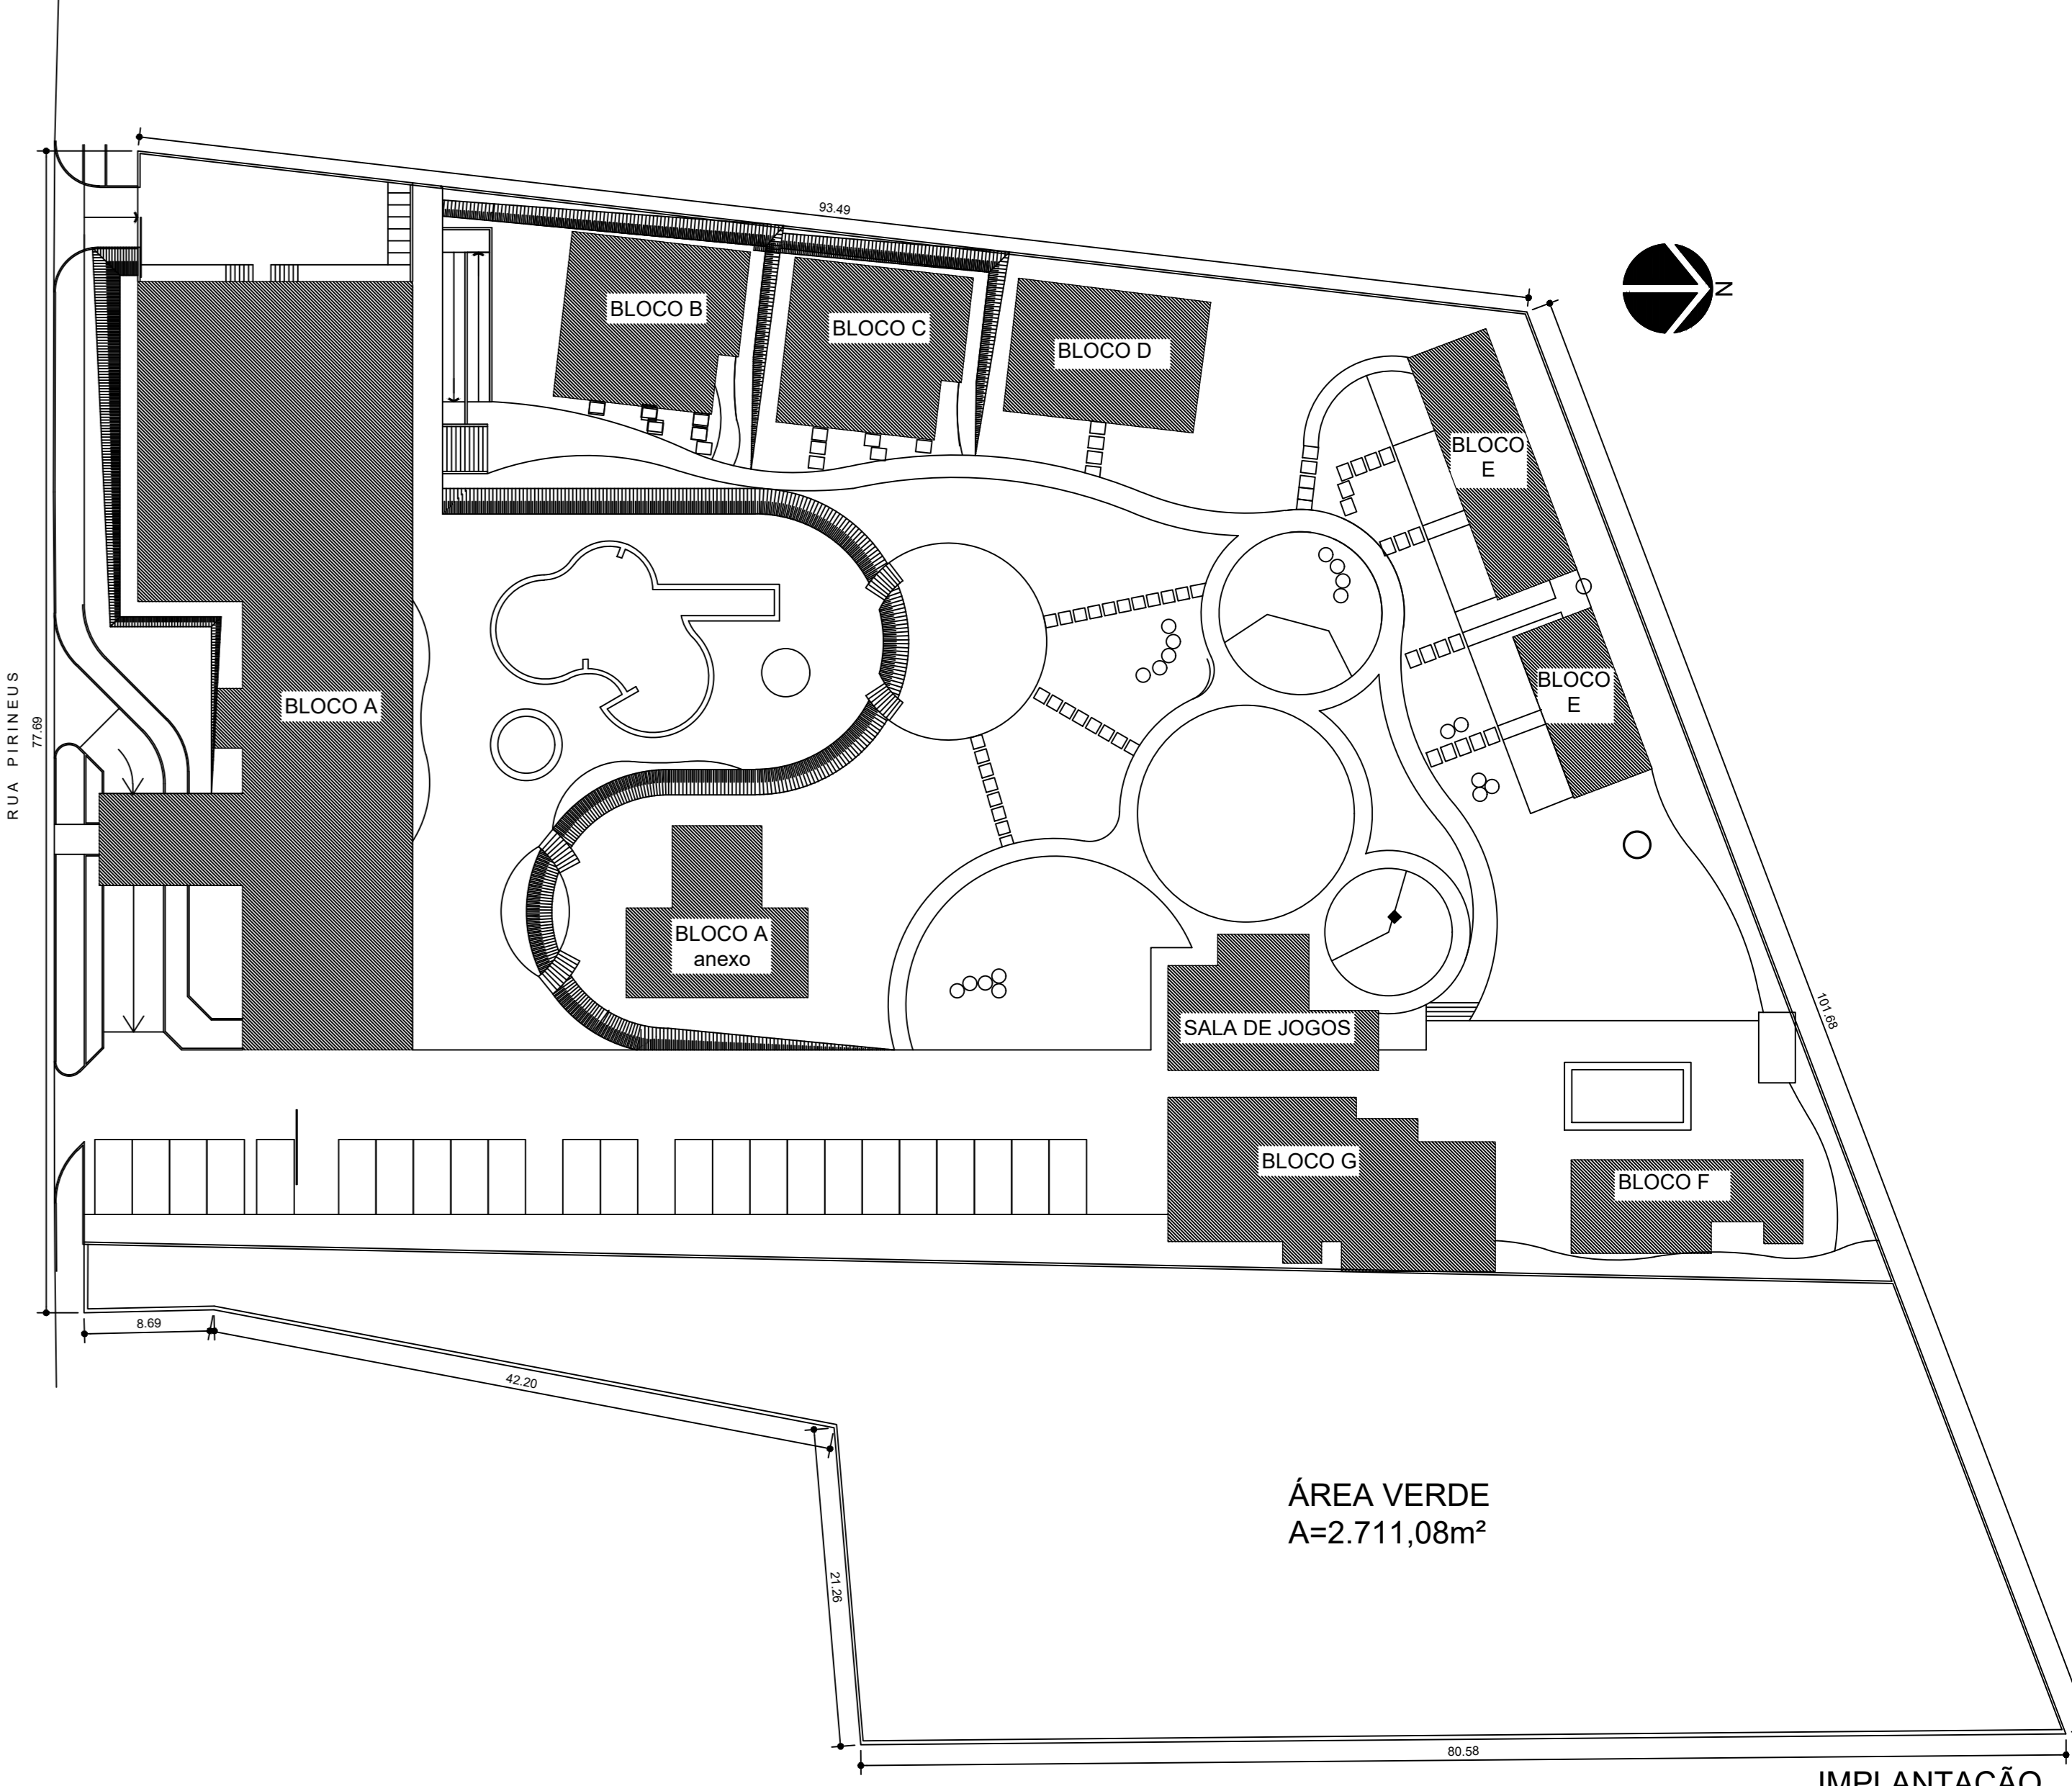 93.49
N
BLOCO B
BLOCO C
BLOCO D
BLOCO
E
BLOCO
E
RUA PIRINEUS
77.69
BLOCO A
BLOCO A
anexo
SALA DE JOGOS
101.68
BLOCO G
BLOCO F
8.69
42.20
21.26
ÁREA VERDE
A=2.711,08m²
80.58
IMPLANTAÇÃO